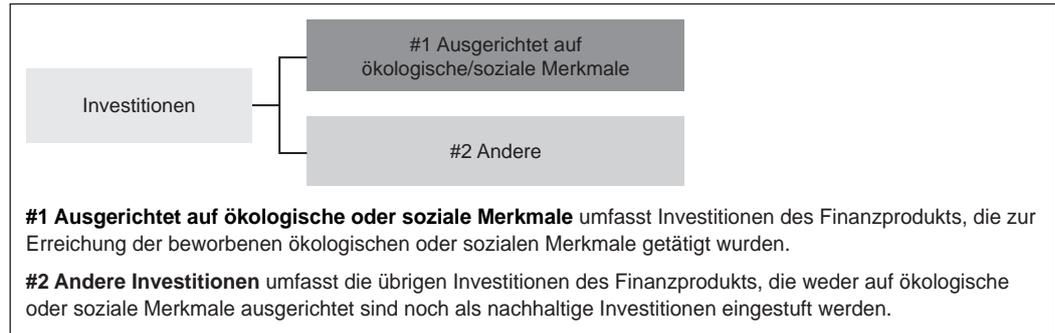 #1 Ausgerichtet auf
ökologische/soziale Merkmale
Investitionen
#2 Andere
#1 Ausgerichtet auf ökologische oder soziale Merkmale umfasst Investitionen des Finanzprodukts, die zur
Erreichung der beworbenen ökologischen oder sozialen Merkmale getätigt wurden.
#2 Andere Investitionen umfasst die übrigen Investitionen des Finanzprodukts, die weder auf ökologische
oder soziale Merkmale ausgerichtet sind noch als nachhaltige Investitionen eingestuft werden.